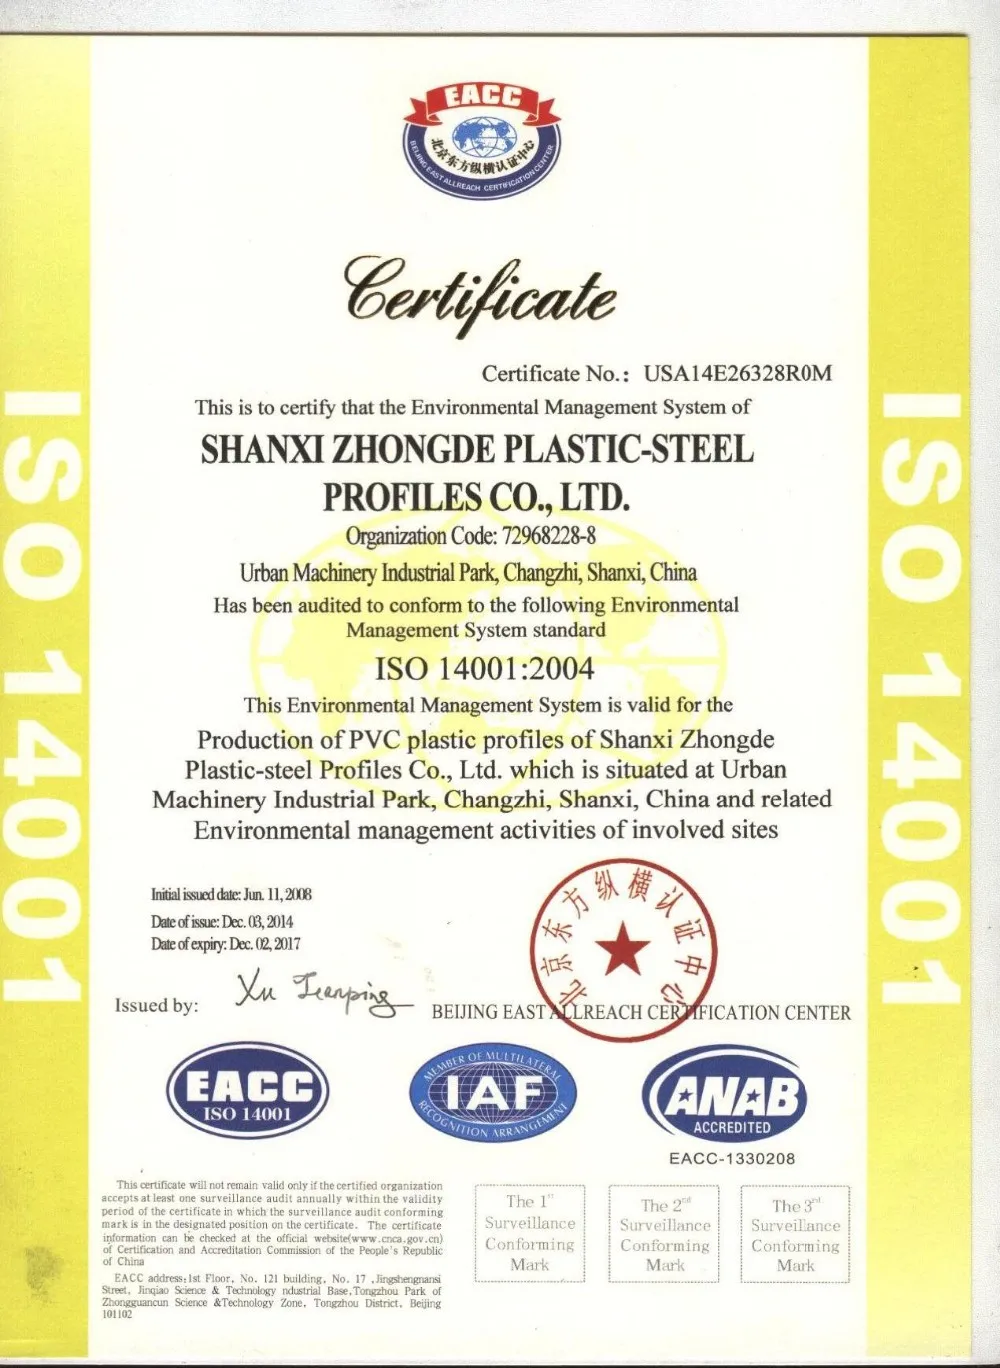 EACC
北京东方纵横认证中心
BEIJING EAST ALLREACH CERTIFICATION CENTER
Certificate
Certificate No.: USA14E26328R0M
This is to certify that the Environmental Management System of
SHANXI ZHONGDE PLASTIC-STEEL
PROFILES CO., LTD.
Organization Code: 72968228-8
Urban Machinery Industrial Park, Changzhi, Shanxi, China
Has been audited to conform to the following Environmental
Management System standard
ISO 14001:2004
This Environmental Management System is valid for the
Production of PVC plastic profiles of Shanxi Zhongde
Plastic-steel Profiles Co., Ltd. which is situated at Urban
Machinery Industrial Park, Changzhi, Shanxi, China and related
Environmental management activities of involved sites
ISO 14001
ISO 14001
Initial issued date: Jun. 11, 2008
Date of issue: Dec. 03, 2014
Date of expiry: Dec. 02, 2017
Issued by:
Xu Jeanping
北京东方纵横认证中心
BEIJING EAST ALLREACH CERTIFICATION CENTER
EACC
ISO 14001
MEMBER OF MULTILATERAL
IAF
RECOGNITION ARRANGEMENT
ANAB
ACCREDITED
EACC-1330208
This certificate will not remain valid only if the certified organization
accepts at least one surveillance audit annually within the validity
period of the certificate in which the surveillance audit conforming
mark is in the designated position on the certificate. The certificate
information can be checked at the official website(www.cnca.gov.cn)
of Certification and Accreditation Commission of the People's Republic
of China
EACC address:1st Floor, No. 121 building, No. 17 ,Jingshengnansi
Street, Jinqiao Science & Technology ndustrial Base,Tongzhou Park of
Zhongguancun Science &Technology Zone, Tongzhou District, Beijing
101102
The 1st
Surveillance
Conforming
Mark
The 2nd
Surveillance
Conforming
Mark
The 3rd
Surveillance
Conforming
Mark